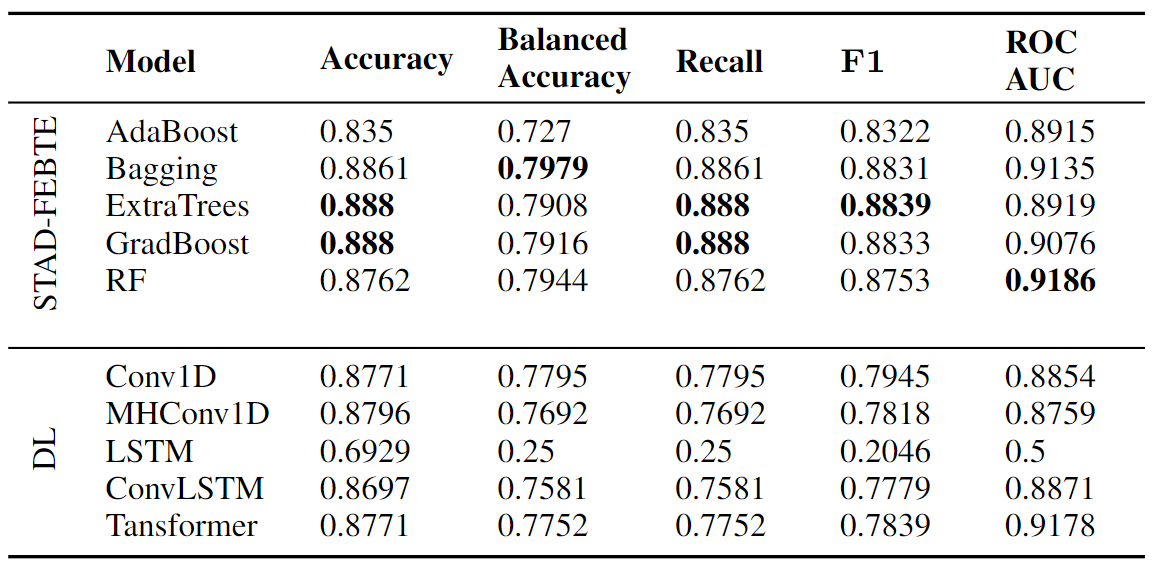 Model Accuracy Balanced Accuracy Recall F1 ROC AUC
STAD-FEBTE
AdaBoost 0.835 0.727 0.835 0.8322 0.8915
Bagging 0.8861 0.7979 0.8861 0.8831 0.9135
ExtraTrees 0.888 0.7908 0.888 0.8839 0.8919
GradBoost 0.888 0.7916 0.888 0.8833 0.9076
RF 0.8762 0.7944 0.8762 0.8753 0.9186
DL
Conv1D 0.8771 0.7795 0.7795 0.7945 0.8854
MHConv1D 0.8796 0.7692 0.7692 0.7818 0.8759
LSTM 0.6929 0.25 0.25 0.2046 0.5
ConvLSTM 0.8697 0.7581 0.7581 0.7779 0.8871
Tansformer 0.8771 0.7752 0.7752 0.7839 0.9178